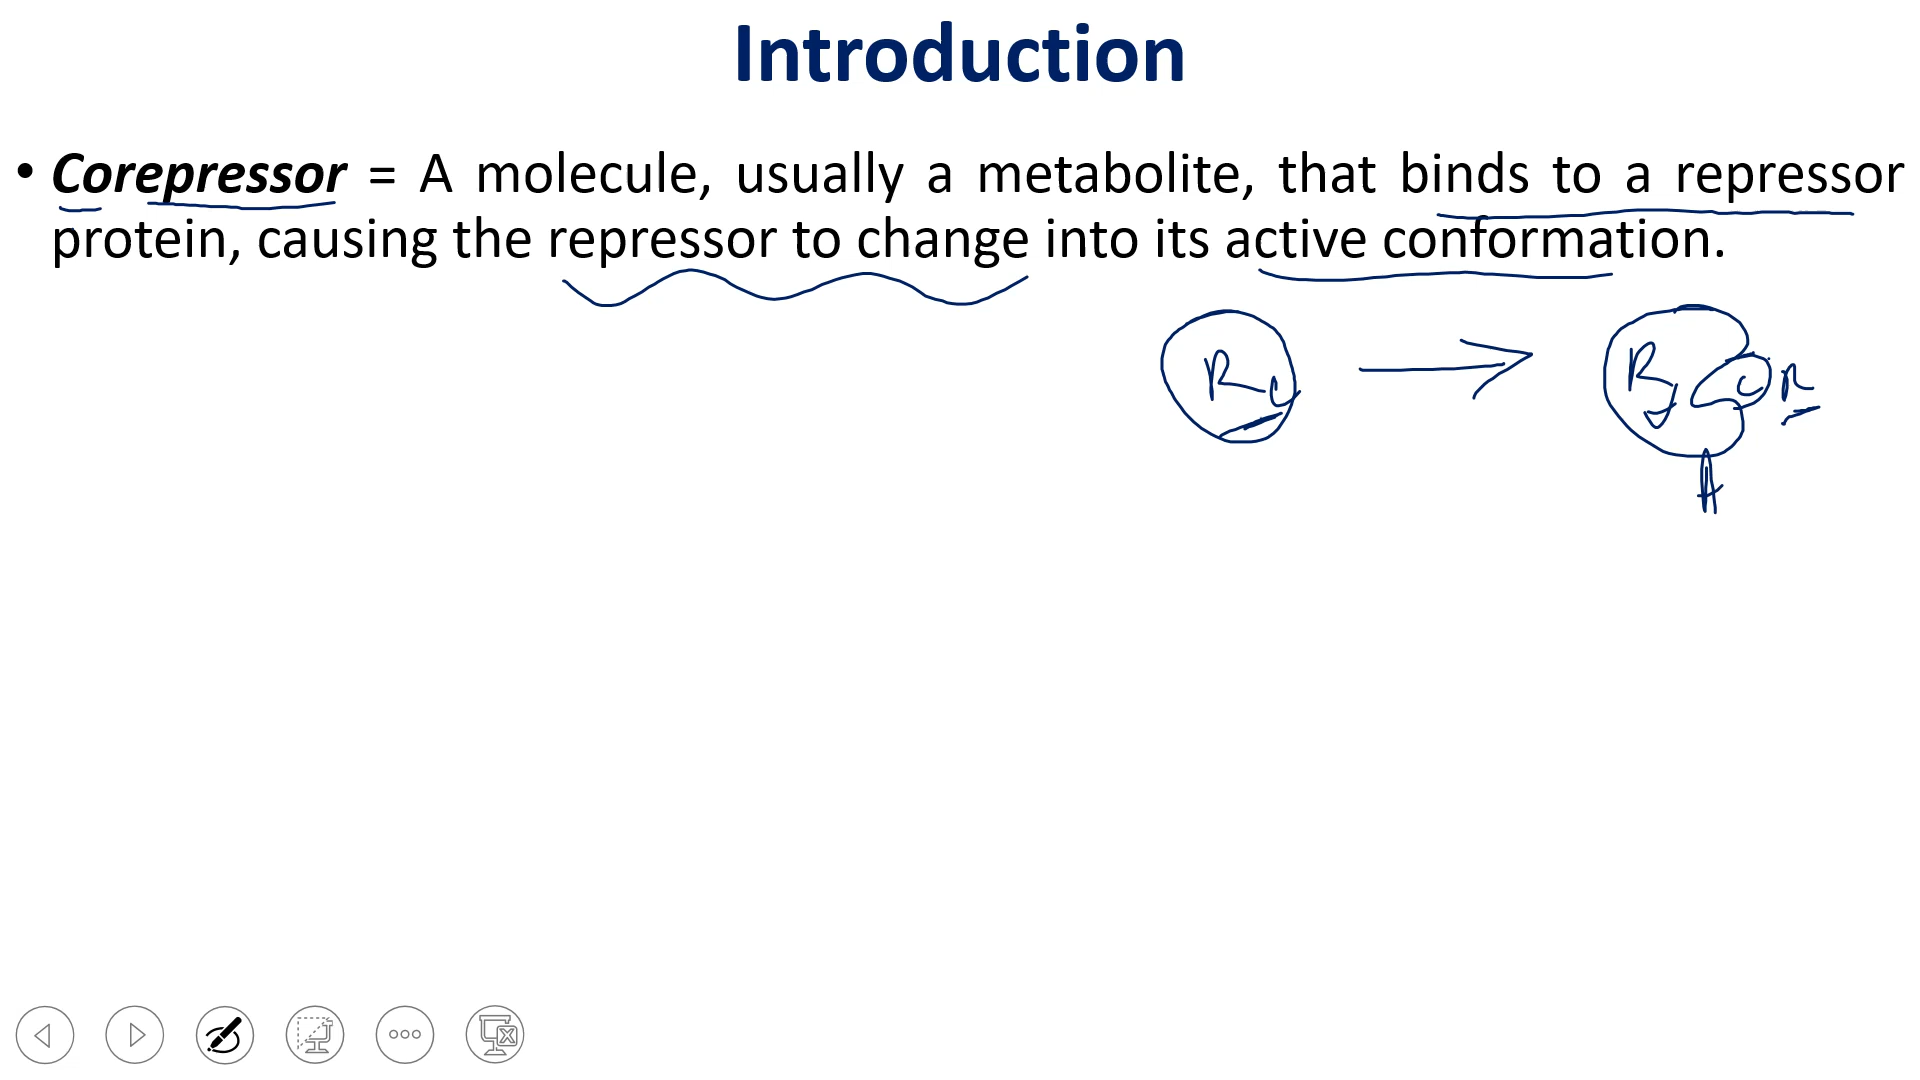 Introduction
• Corepressor = A molecule, usually a metabolite, that binds to a repressor
protein, causing the repressor to change into its active conformation.
R
R C R
A